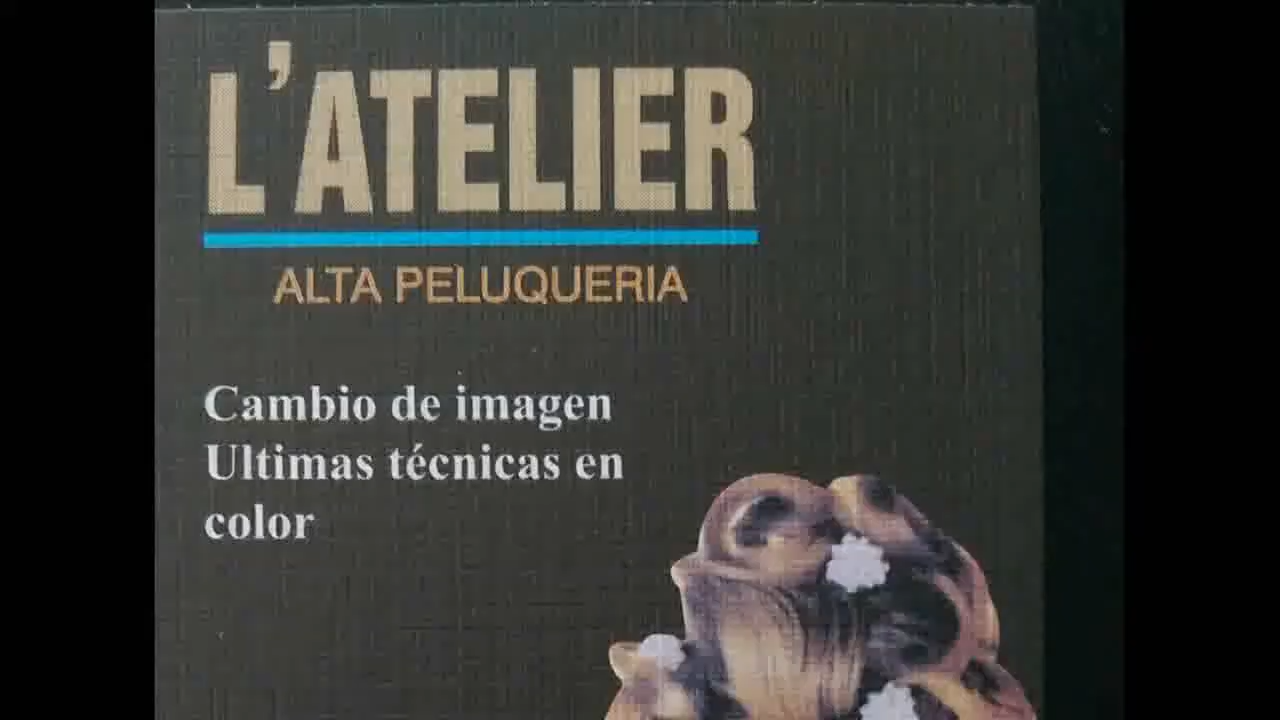 L'ATELIER
ALTA PELUQUERIA
Cambio de imagen
Ultimas técnicas en
color